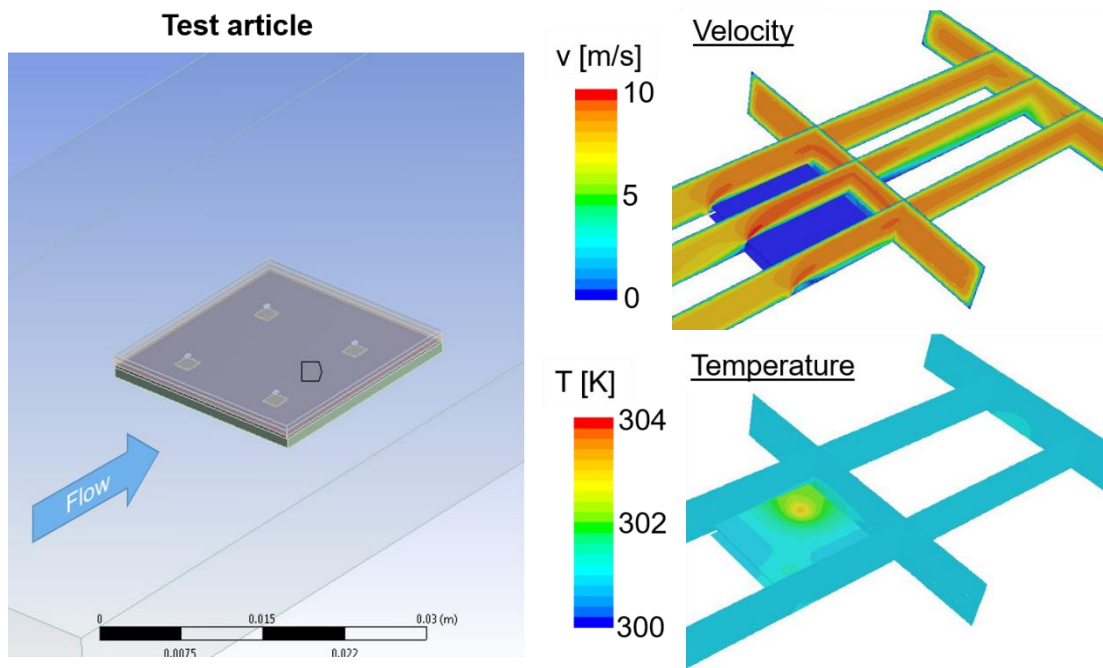 Test article
Flow
0
0.015
0.03 (m)
0.0075
0.022
v [m/s]
10
5
0
Velocity
T [K]
304
302
300
Temperature